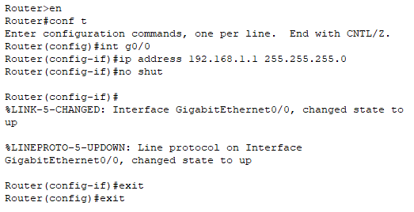 Router>en
Router#conf t
Enter configuration commands, one per line.  End with CNTL/Z.
Router(config)#int g0/0
Router(config-if)#ip address 192.168.1.1 255.255.255.0
Router(config-if)#no shut
Router(config-if)#
%LINK-5-CHANGED: Interface GigabitEthernet0/0, changed state to
up
%LINEPROTO-5-UPDOWN: Line protocol on Interface
GigabitEthernet0/0, changed state to up
Router(config-if)#exit
Router(config)#exit